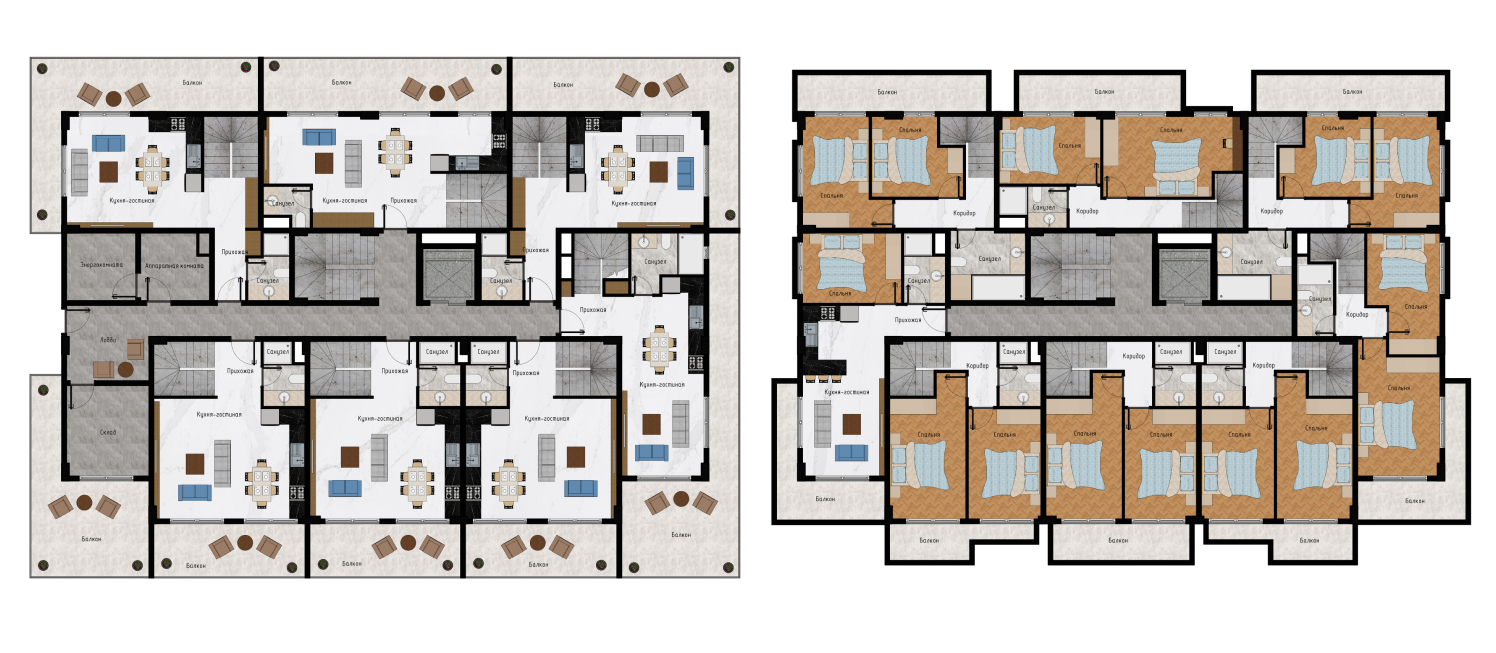 Балкон
Балкон
Балкон
Кухня-гостиная
Кухня-гостиная
Прихожая
Кухня-гостиная
Санузел
Прихожая
Прихожая
Энергокомната
Аппаратная комната
Санузел
Санузел
Санузел
Прихожая
Лобби
Санузел
Санузел
Санузел
Прихожая
Прихожая
Прихожая
Кухня-гостиная
Кухня-гостиная
Кухня-гостиная
Кухня-гостиная
Склад
Балкон
Балкон
Балкон
Балкон
Балкон
Балкон
Балкон
Балкон
Спальня
Спальня
Спальня
Спальня
Спальня
Спальня
Спальня
Коридор
Санузел
Коридор
Коридор
Спальня
Санузел
Санузел
Санузел
Санузел
Спальня
Прихожая
Коридор
Коридор
Санузел
Коридор
Санузел
Санузел
Коридор
Кухня-гостиная
Спальня
Спальня
Спальня
Спальня
Спальня
Спальня
Спальня
Балкон
Балкон
Балкон
Балкон
Балкон